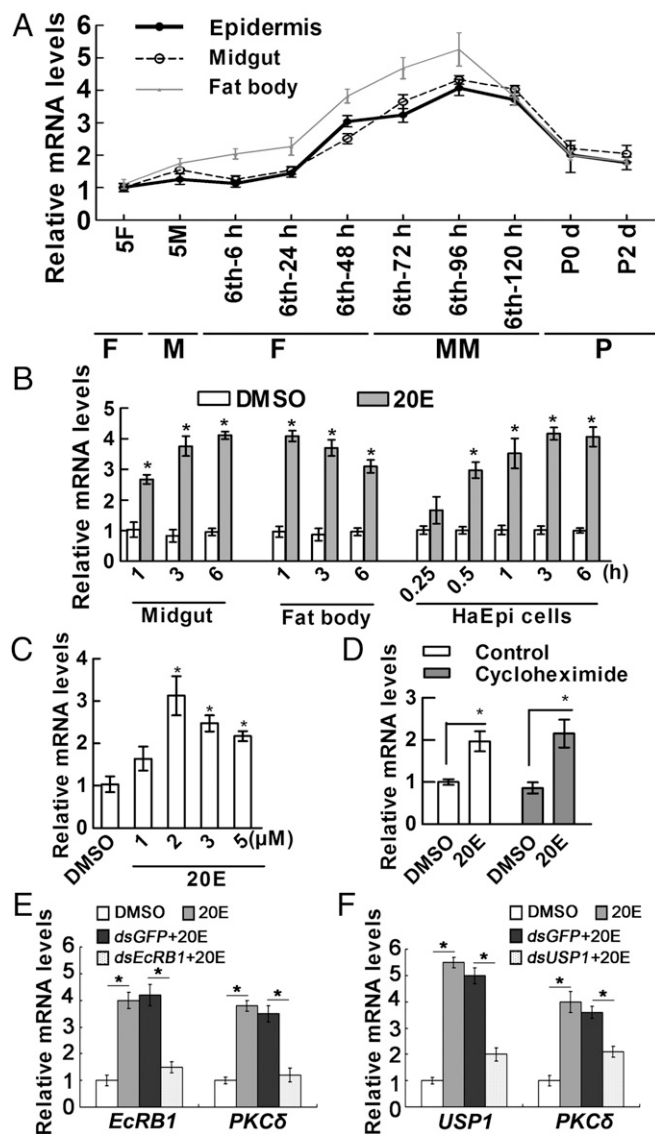 A
Relative mRNA levels
6
5
4
3
2
1
0
Epidermis
Midgut
Fat body
5F 5M 6th-6 h 6th-24 h 6th-48 h 6th-72 h 6th-96 h 6th-120 h P0 d P2 d
F M F MM P
B
Relative mRNA levels
DMSO 20E
5
4
3
2
1
0
* * * * * * * * * *
1 3 6 1 3 6 0.25 0.5 1 3 6 (h)
Midgut Fat body HaEpi cells
C
Relative mRNA levels
4
3
2
1
0
* * *
DMSO 1 2 3 5(μM)
20E
D
Control
Cycloheximide
Relative mRNA levels
3
2
1
0
* *
DMSO 20E DMSO 20E
E
Relative mRNA levels
DMSO 20E
dsGFP+20E
dsEcRB1+20E
6
5
4
3
2
1
0
* * * *
EcRB1 PKCδ
F
Relative mRNA levels
DMSO 20E
dsGFP+20E
dsUSP1+20E
6
5
4
3
2
1
0
* * * *
USP1 PKCδ